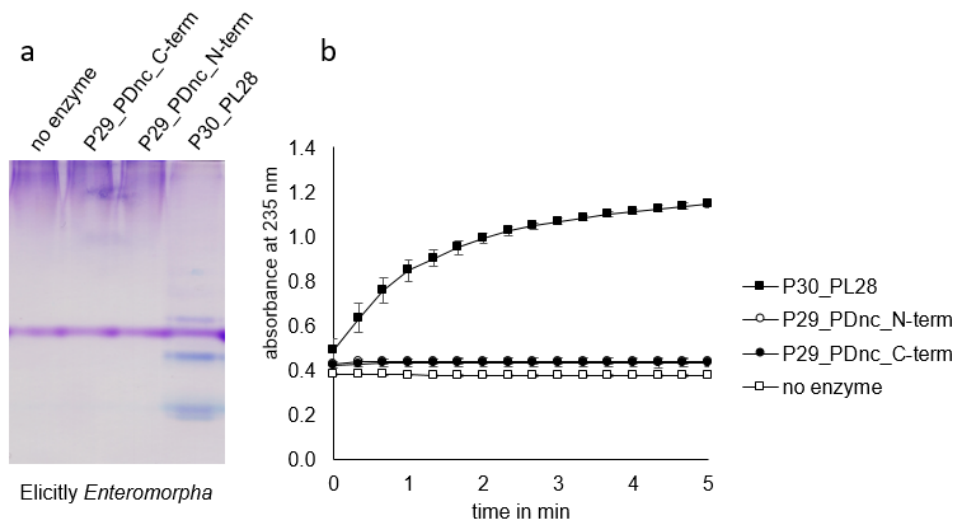 a
no enzyme
P29_PDnc_C-term
P29_PDnc_N-term
P30_PL28
Elicitly Enteromorpha
b
absorbance at 235 nm
1.4
1.2
1.0
0.8
0.6
0.4
0.2
0.0
0 1 2 3 4 5
time in min
P30_PL28
P29_PDnc_N-term
P29_PDnc_C-term
no enzyme